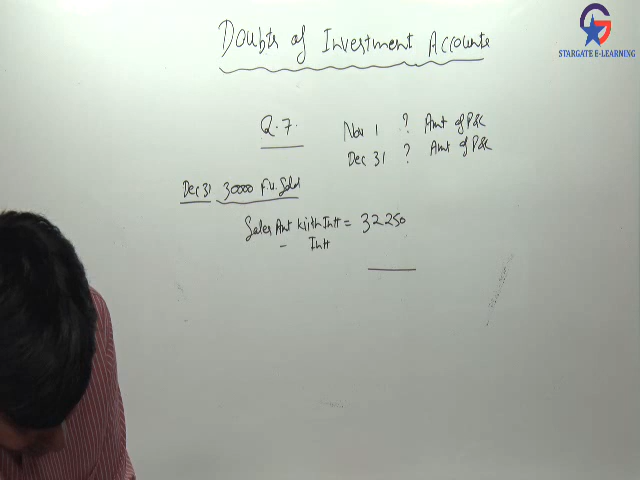 Doubts of Investment Accounts
STARGATE E-LEARNING
Q.7. Nov 1 ? Amt of P&L
Dec 31 ? Amt of P&L
Dec 31 30000 F.V. Sold
Sales Amt with Intt = 32250
- Intt